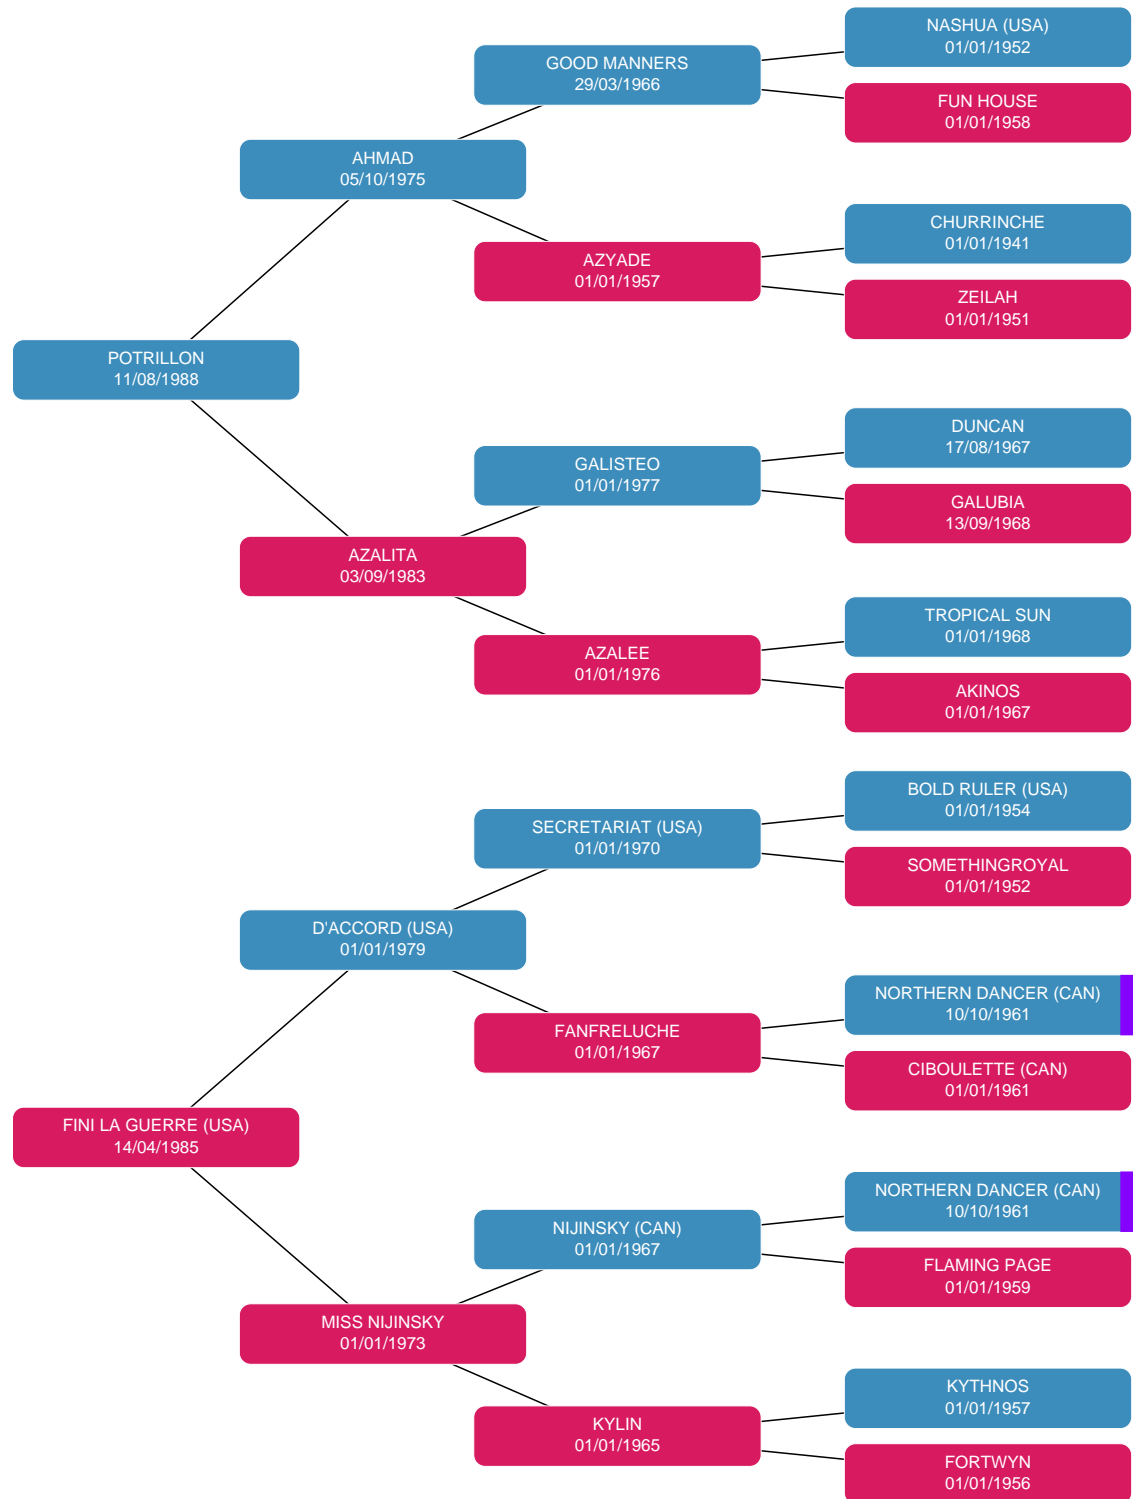 NASHUA (USA)
01/01/1952
GOOD MANNERS
29/03/1966
FUN HOUSE
01/01/1958
AHMAD
05/10/1975
CHURRINCHE
01/01/1941
AZYADE
01/01/1957
ZEILAH
01/01/1951
POTRILLON
11/08/1988
DUNCAN
17/08/1967
GALISTEO
01/01/1977
GALUBIA
13/09/1968
AZALITA
03/09/1983
TROPICAL SUN
01/01/1968
AZALEE
01/01/1976
AKINOS
01/01/1967
BOLD RULER (USA)
01/01/1954
SECRETARIAT (USA)
01/01/1970
SOMETHINGROYAL
01/01/1952
D'ACCORD (USA)
01/01/1979
NORTHERN DANCER (CAN)
10/10/1961
FANFRELUCHE
01/01/1967
CIBOULETTE (CAN)
01/01/1961
FINI LA GUERRE (USA)
14/04/1985
NORTHERN DANCER (CAN)
10/10/1961
NIJINSKY (CAN)
01/01/1967
FLAMING PAGE
01/01/1959
MISS NIJINSKY
01/01/1973
KYTHNOS
01/01/1957
KYLIN
01/01/1965
FORTWYN
01/01/1956